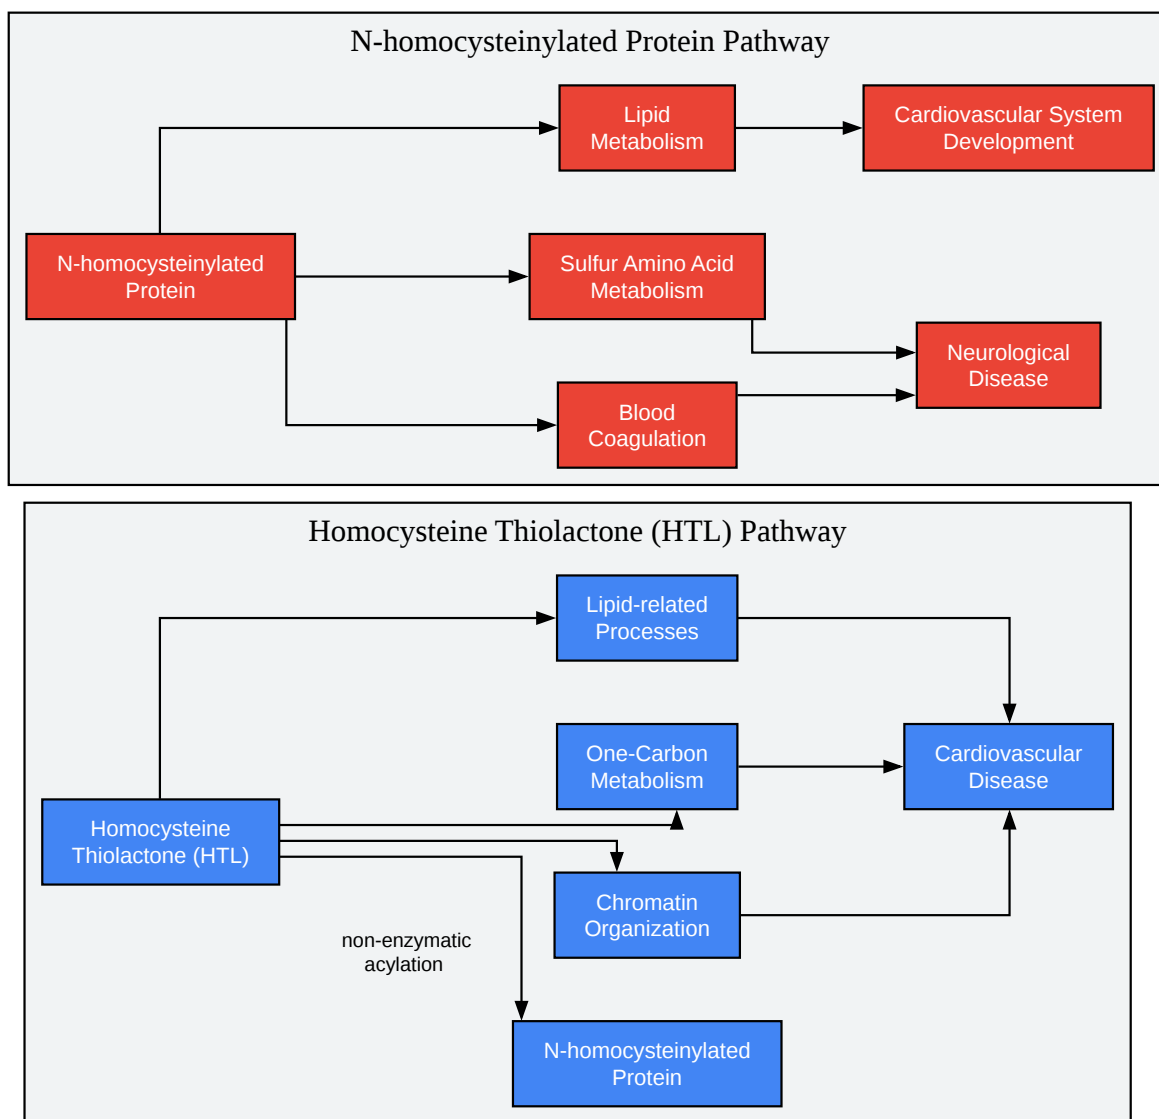 N-homocysteinylated Protein Pathway
Lipid
Metabolism
Cardiovascular System
Development
N-homocysteinylated
Protein
Sulfur Amino Acid
Metabolism
Neurological
Disease
Blood
Coagulation
Homocysteine Thiolactone (HTL) Pathway
Lipid-related
Processes
One-Carbon
Metabolism
Cardiovascular
Disease
Homocysteine
Thiolactone (HTL)
Chromatin
Organization
non-enzymatic
acylation
N-homocysteinylated
Protein